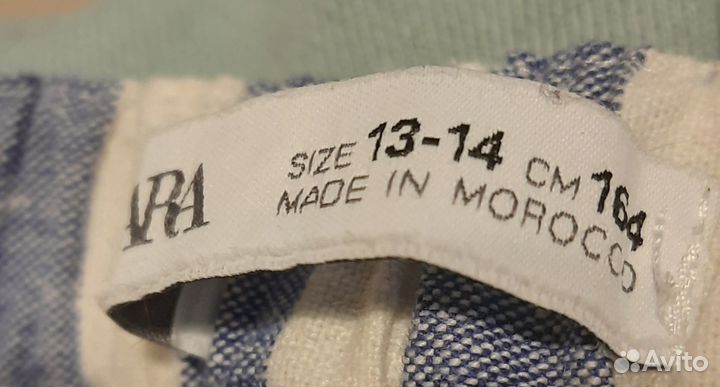 ARA
SIZE 13-14 CM 164
MADE IN MOROCCO
Avito